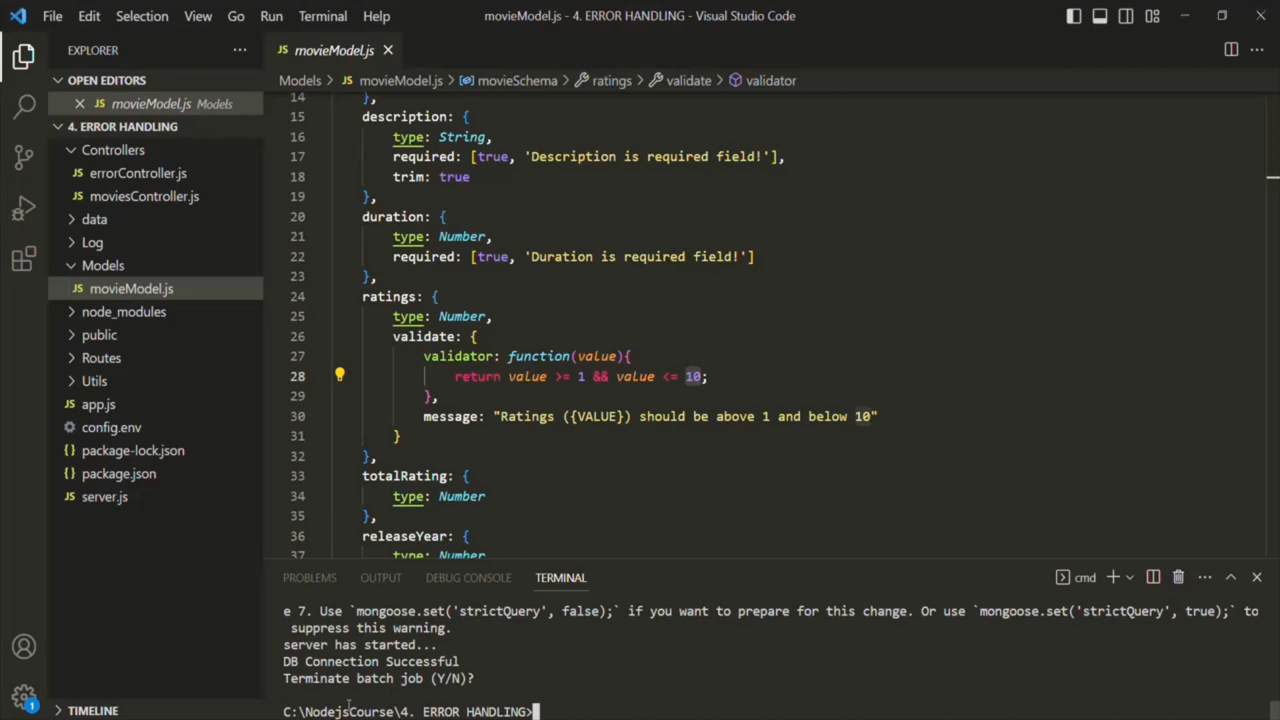 File Edit Selection View Go Run Terminal Help
movieModel.js - 4. ERROR HANDLING - Visual Studio Code
EXPLORER
OPEN EDITORS
JS movieModel.js Models
4. ERROR HANDLING
Controllers
JS errorController.js
JS moviesController.js
data
Log
Models
JS movieModel.js
node_modules
public
Routes
Utils
JS app.js
config.env
{} package-lock.json
{} package.json
JS server.js
TIMELINE
1
JS movieModel.js
Models > JS movieModel.js > movieSchema > ratings > validate > validator
14 },
15 description: {
16 type: String,
17 required: [true, 'Description is required field!'],
18 trim: true
19 },
20 duration: {
21 type: Number,
22 required: [true, 'Duration is required field!']
23 },
24 ratings: {
25 type: Number,
26 validate: {
27 validator: function(value){
28 return value >= 1 && value <= 10;
29 },
30 message: "Ratings ({VALUE}) should be above 1 and below 10"
31 }
32 },
33 totalRating: {
34 type: Number
35 },
36 releaseYear: {
37 type: Number
PROBLEMS OUTPUT DEBUG CONSOLE TERMINAL
cmd
e 7. Use `mongoose.set('strictQuery', false);` if you want to prepare for this change. Or use `mongoose.set('strictQuery', true);` to
suppress this warning.
server has started...
DB Connection Successful
Terminate batch job (Y/N)?
C:\NodejsCourse\4. ERROR HANDLING>